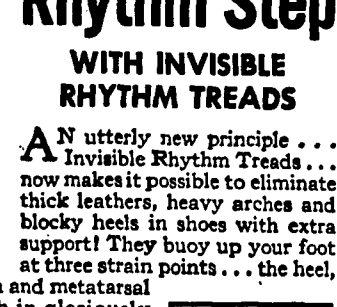 Rhythm Step
WITH INVISIBLE
RHYTHM TREADS
AN utterly new principle . . .
Invisible Rhythm Treads . . .
now makes it possible to eliminate
thick leathers, heavy arches and
blocky heels in shoes with extra
support! They buoy up your foot
at three strain points . . . the heel,
and metatarsal